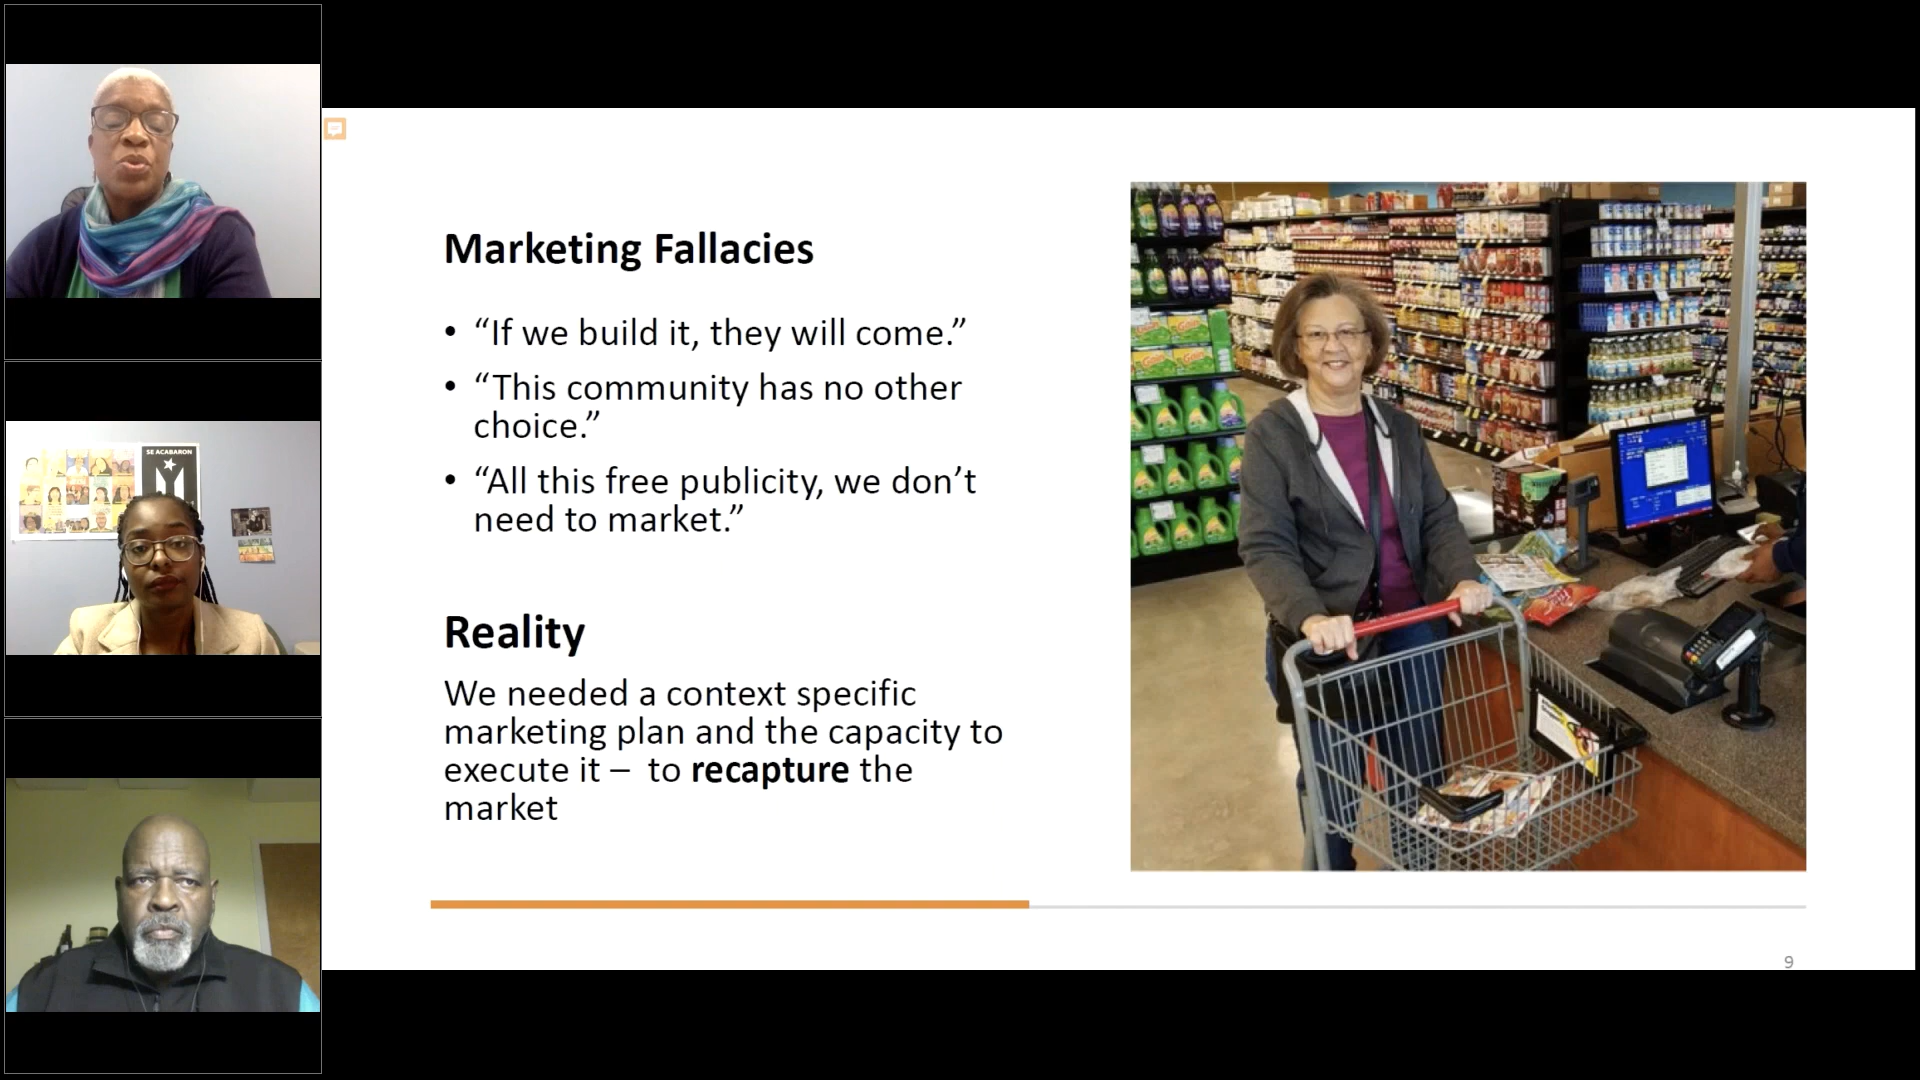 SE ACABARON
Marketing Fallacies
• “If we build it, they will come.”
• “This community has no other
choice.”
• “All this free publicity, we don’t
need to market.”
Reality
We needed a context specific
marketing plan and the capacity to
execute it – to recapture the
market
Gain
Gain
9